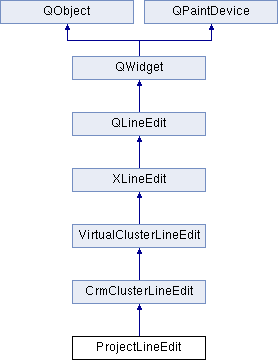 QObject
QPaintDevice
QWidget
QLineEdit
XLineEdit
VirtualClusterLineEdit
CrmClusterLineEdit
ProjectLineEdit